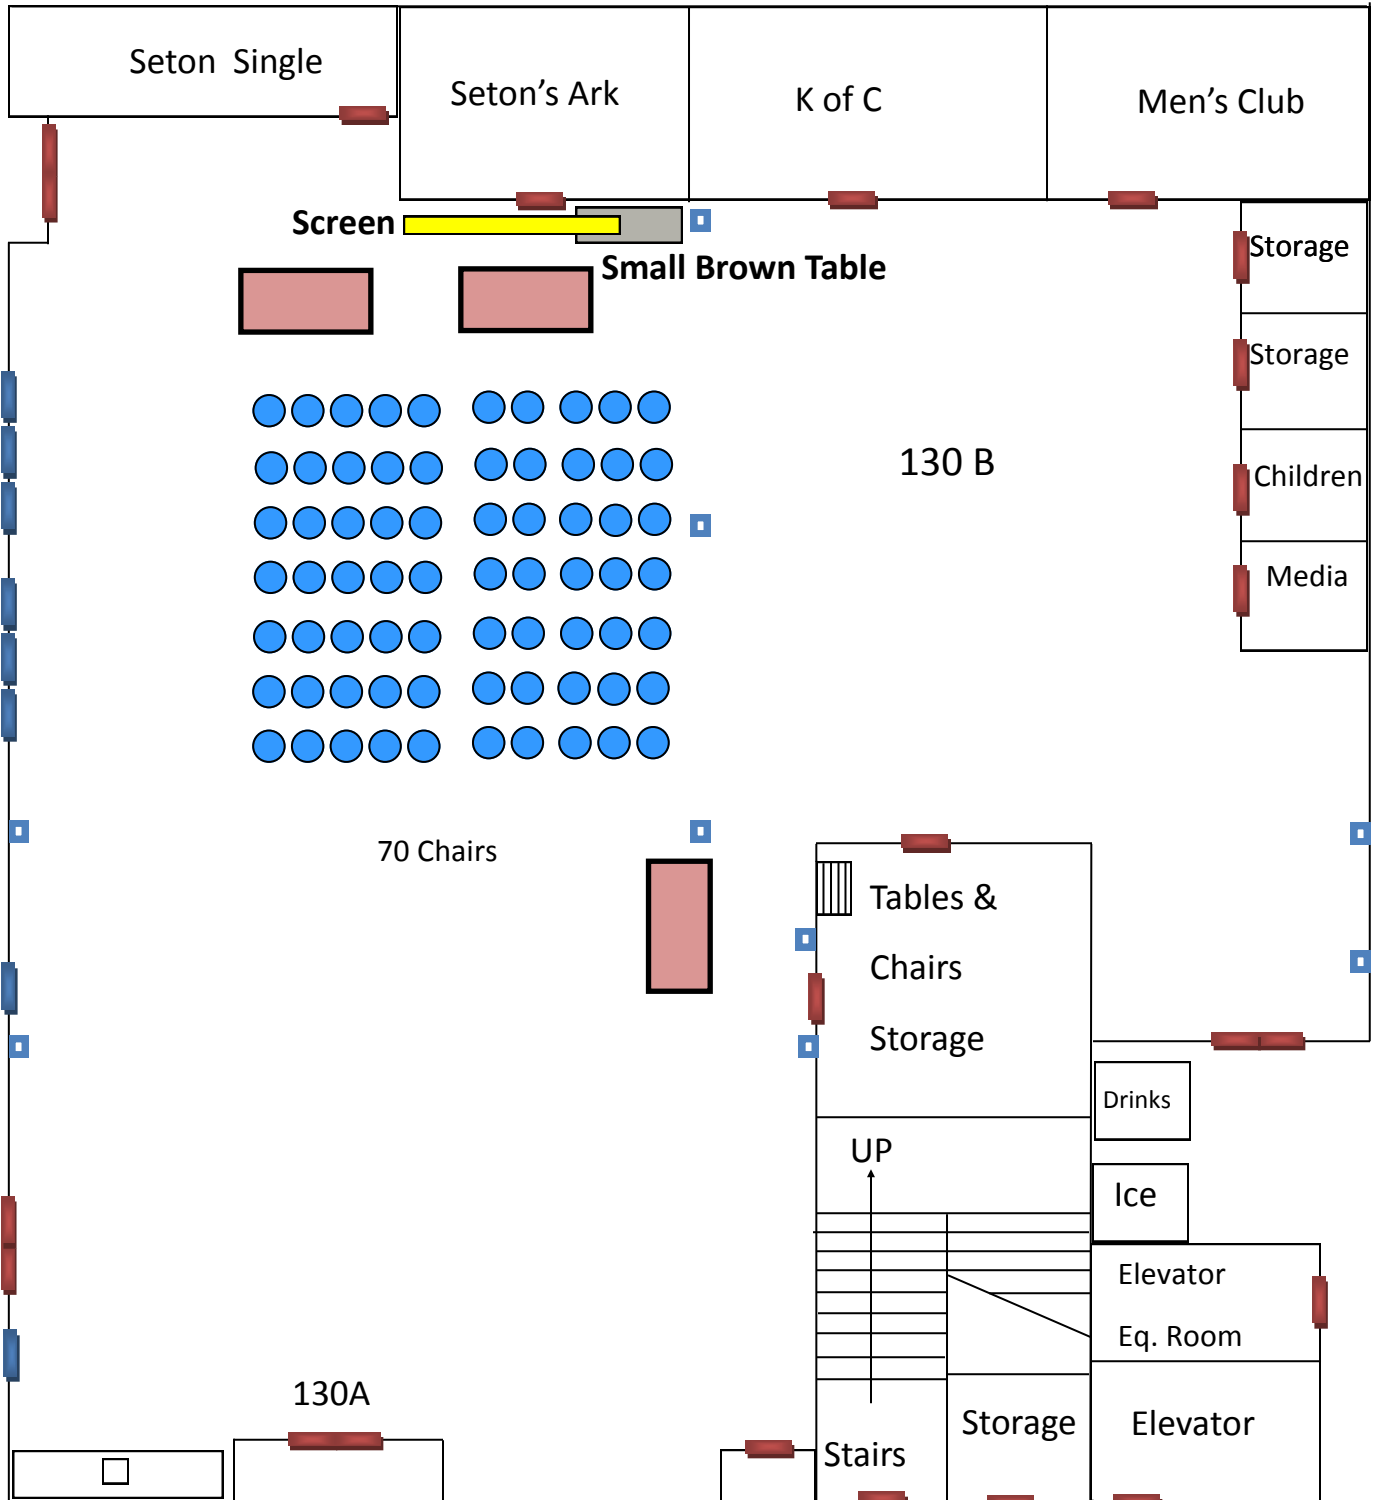 Seton  Single
Seton’s Ark
K of C
Men’s Club
Screen
Small Brown Table
Storage
Storage
130 B
Children
Media
70 Chairs
Tables &
Chairs
Storage
Drinks
UP
Ice
Elevator
Eq. Room
130A
Stairs
Storage
Elevator